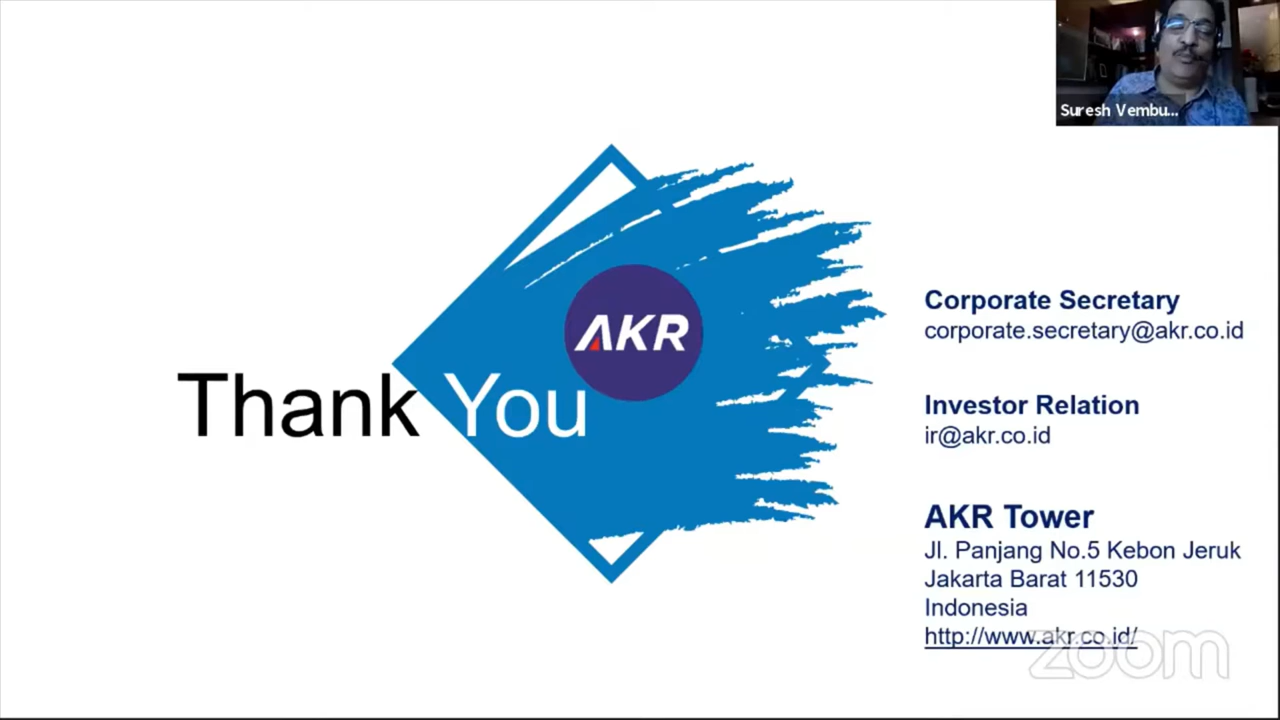 Suresh Vembu...
AKR
Thank You
Corporate Secretary
corporate.secretary@akr.co.id
Investor Relation
ir@akr.co.id
AKR Tower
Jl. Panjang No.5 Kebon Jeruk
Jakarta Barat 11530
Indonesia
http://www.akr.co.id/
zoom